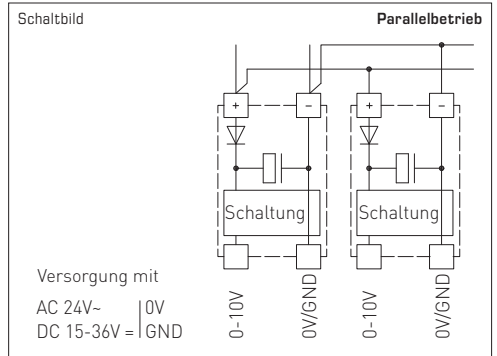 Schaltbild
Parallelbetrieb
+
–
+
–
Schaltung
Schaltung
Versorgung mit
AC 24V~ | 0V
DC 15-36V = | GND
0-10V
0V/GND
0-10V
0V/GND